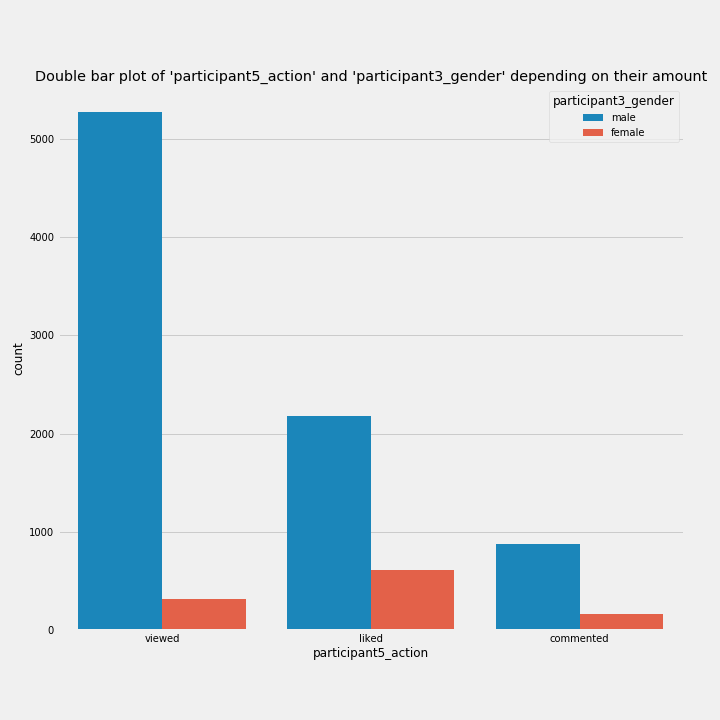 Double bar plot of 'participant5_action' and 'participant3_gender' depending on their amount
participant3_gender
male
female
5000
4000
3000
2000
1000
0
count
viewed
liked
commented
participant5_action